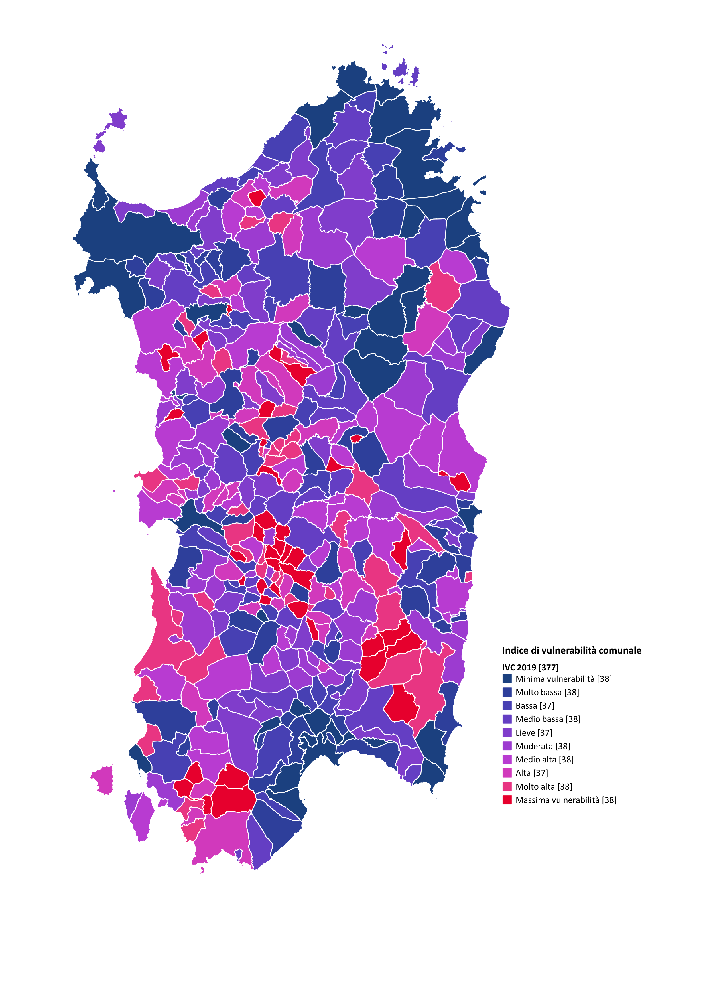 Indice di vulnerabilità comunale
IVC 2019 [377]
Minima vulnerabilità [38]
Molto bassa [38]
Bassa [37]
Medio bassa [38]
Lieve [37]
Moderata [38]
Medio alta [38]
Alta [37]
Molto alta [38]
Massima vulnerabilità [38]